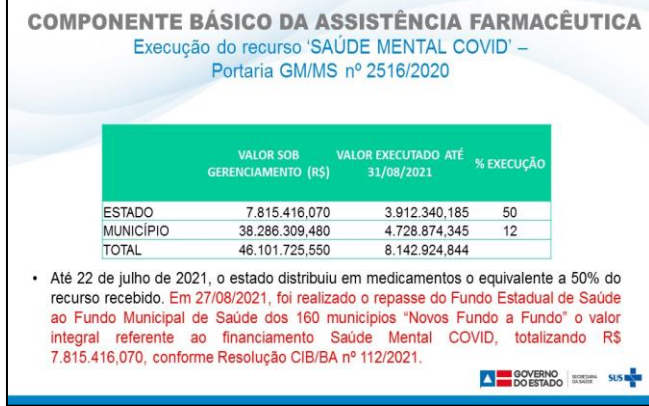 COMPONENTE BÁSICO DA ASSISTÊNCIA FARMACÊUTICA
Execução do recurso 'SAÚDE MENTAL COVID' –
Portaria GM/MS nº 2516/2020
VALOR SOB GERENCIAMENTO (R$) VALOR EXECUTADO ATÉ 31/08/2021 % EXECUÇÃO
ESTADO 7.815.416,070 3.912.340,185 50
MUNICÍPIO 38.286.309,480 4.728.874,345 12
TOTAL 46.101.725,550 8.142.924,844
• Até 22 de julho de 2021, o estado distribuiu em medicamentos o equivalente a 50% do
recurso recebido. Em 27/08/2021, foi realizado o repasse do Fundo Estadual de Saúde
ao Fundo Municipal de Saúde dos 160 municípios "Novos Fundo a Fundo" o valor
integral referente ao financiamento Saúde Mental COVID, totalizando R$
7.815.416,070, conforme Resolução CIB/BA nº 112/2021.
GOVERNO
DO ESTADO
SECRETARIA
DA SAÚDE
SUS